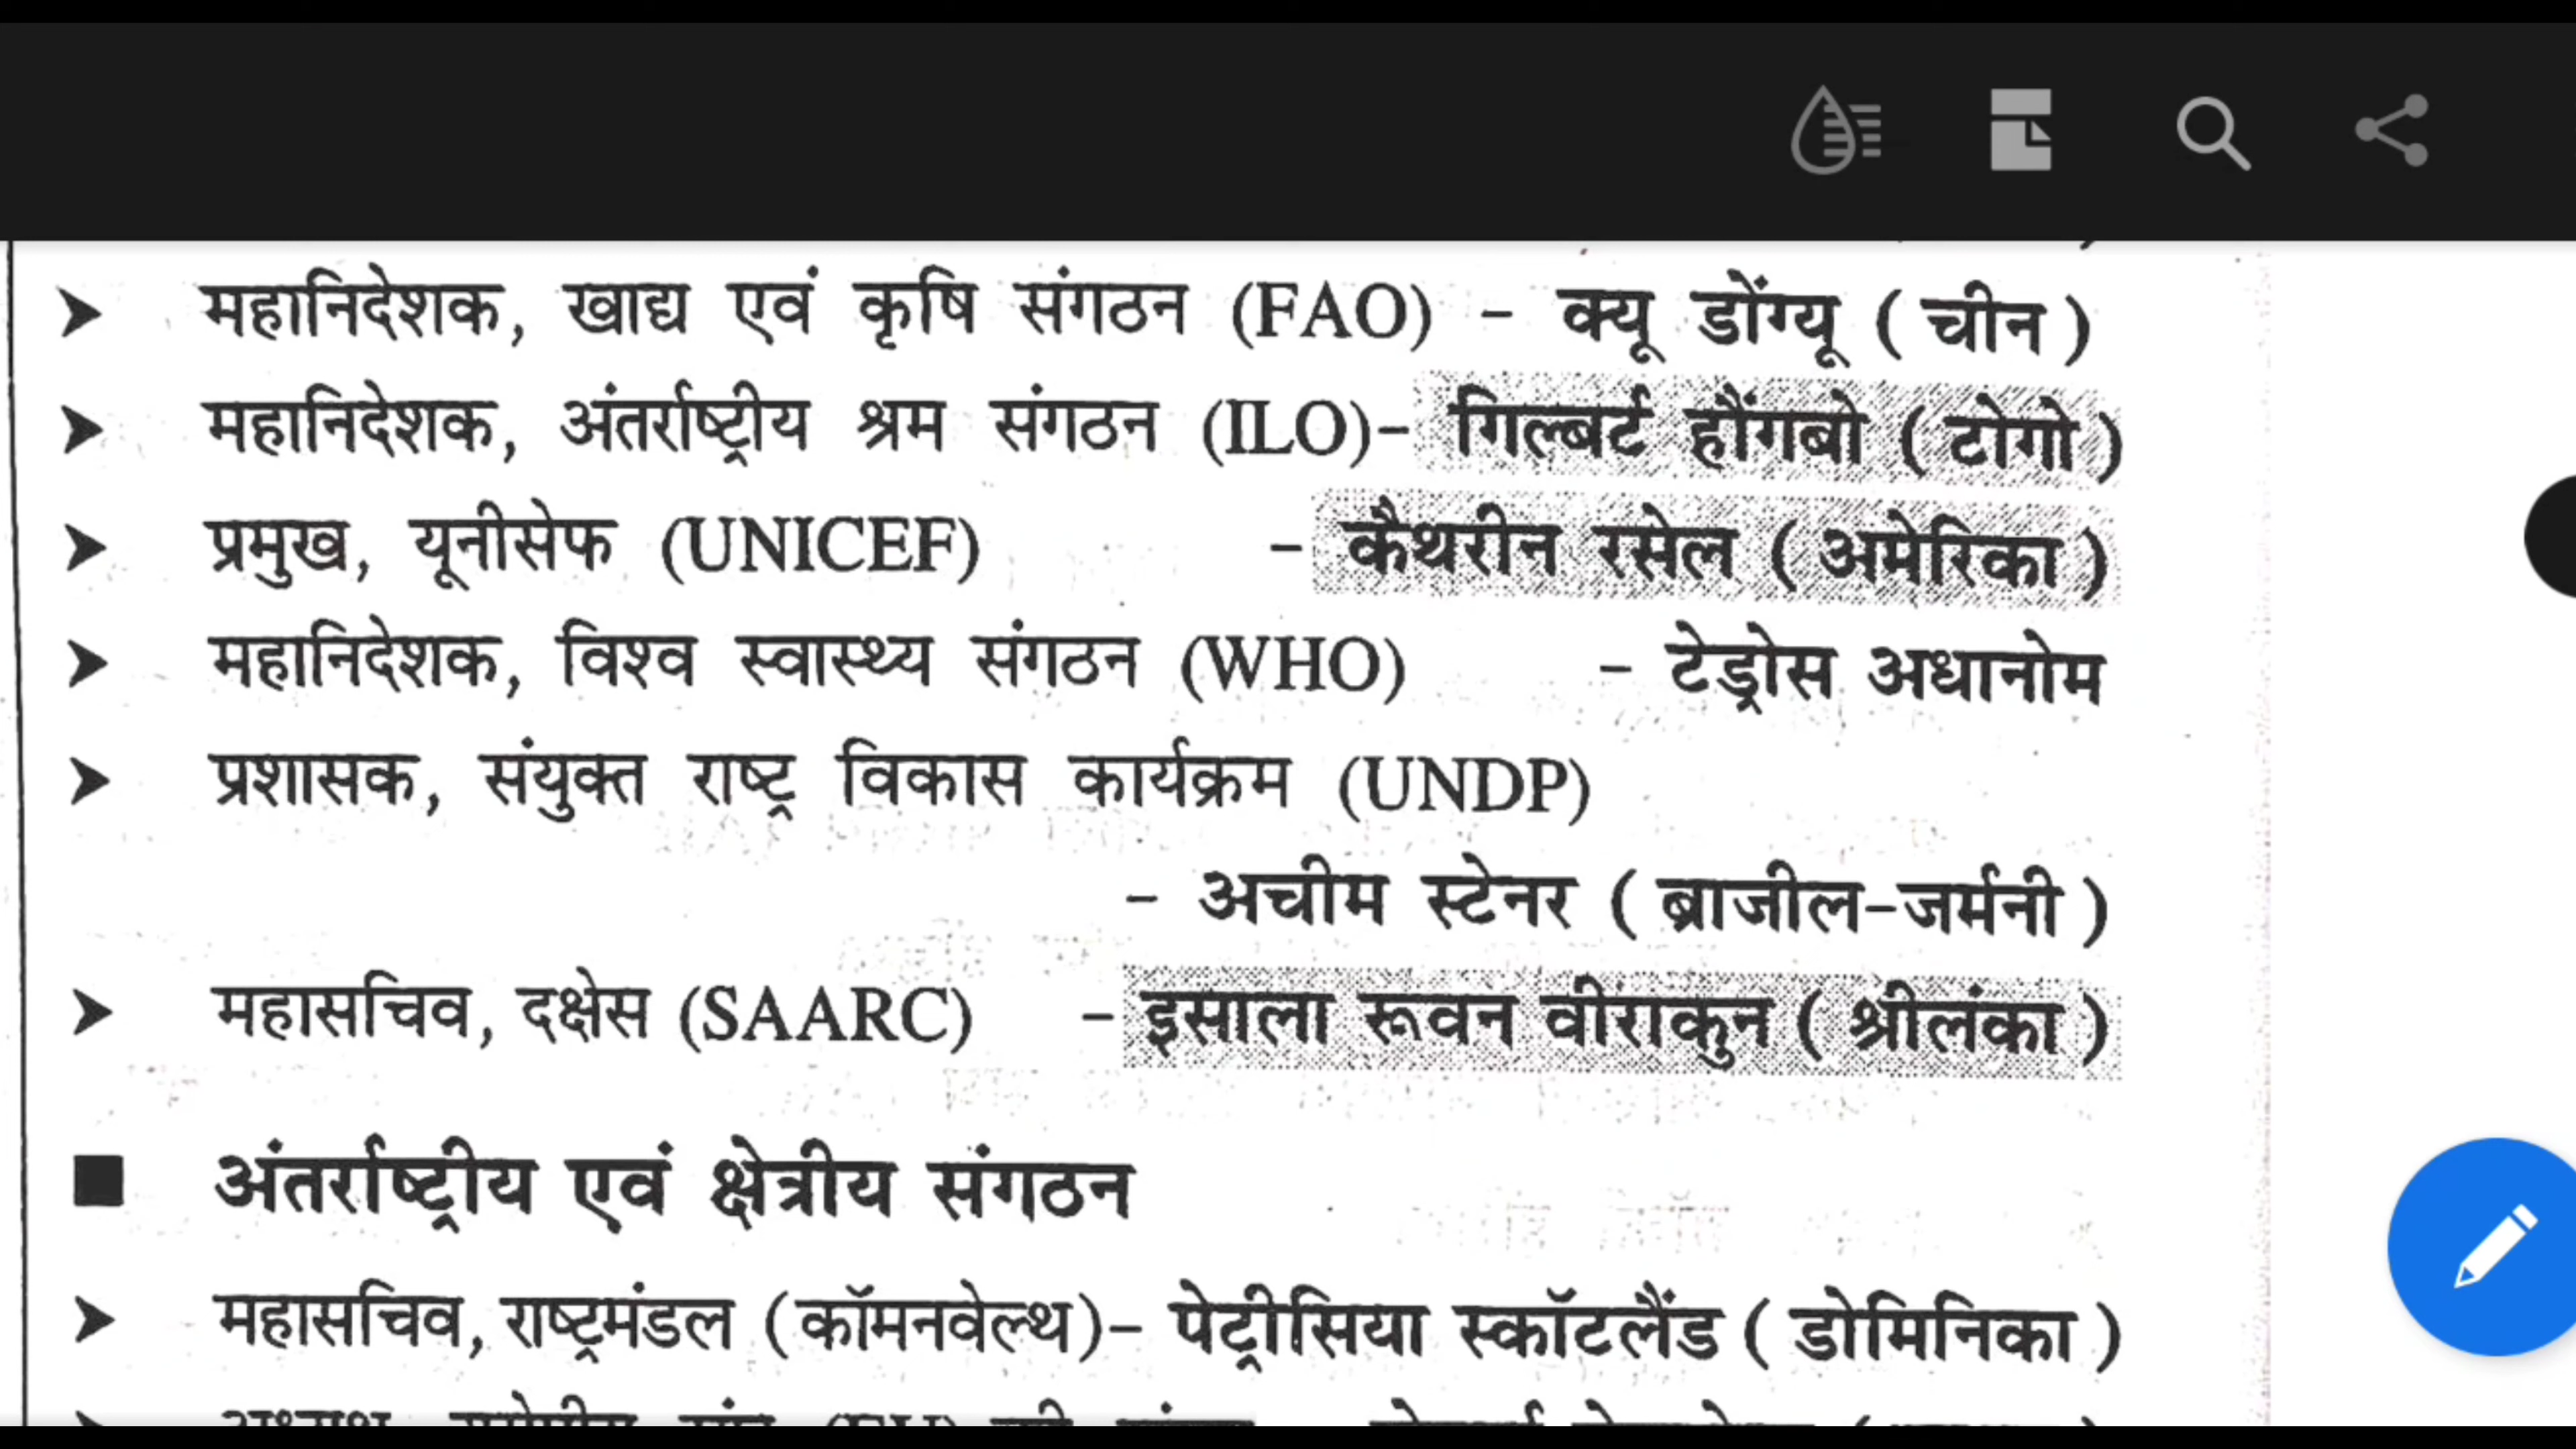 ➤ महानिदेशक, खाद्य एवं कृषि संगठन (FAO) - क्यू डोंग्यू (चीन)
➤ महानिदेशक, अंतर्राष्ट्रीय श्रम संगठन (ILO)- गिल्बर्ट हौंगबो (टोगो)
➤ प्रमुख, यूनीसेफ (UNICEF) - कैथरीन रसेल (अमेरिका)
➤ महानिदेशक, विश्व स्वास्थ्य संगठन (WHO) - टेड्रोस अधानोम
➤ प्रशासक, संयुक्त राष्ट्र विकास कार्यक्रम (UNDP)
- अचीम स्टेनर (ब्राजील-जर्मनी)
➤ महासचिव, दक्षेस (SAARC) - इसाला रूवन वीराकुन (श्रीलंका)
■ अंतर्राष्ट्रीय एवं क्षेत्रीय संगठन
➤ महासचिव, राष्ट्रमंडल (कॉमनवेल्थ)- पेट्रीसिया स्कॉटलैंड (डोमिनिका)